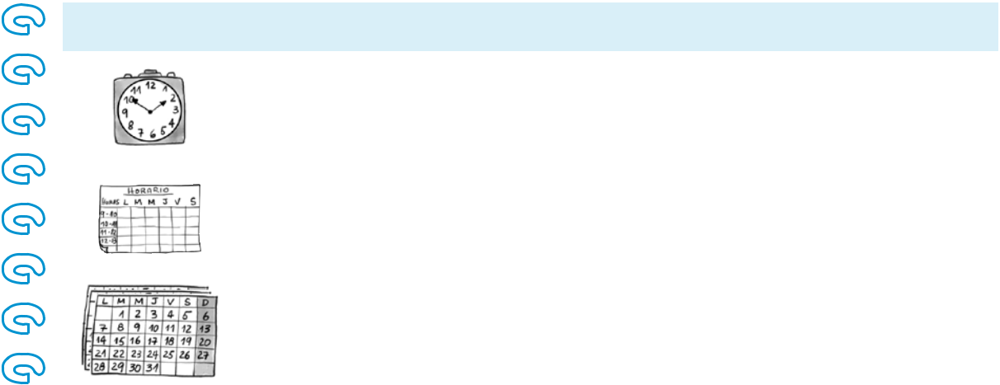 11 12 1
10 2
9 3
8 4
7 6 5
HORARIO
HORAS L M M J V S
9-10
10-11
11-12
12-13
L M M J V S D
1 2 3 4 5 6
7 8 9 10 11 12 13
14 15 16 17 18 19 20
21 22 23 24 25 26 27
28 29 30 31